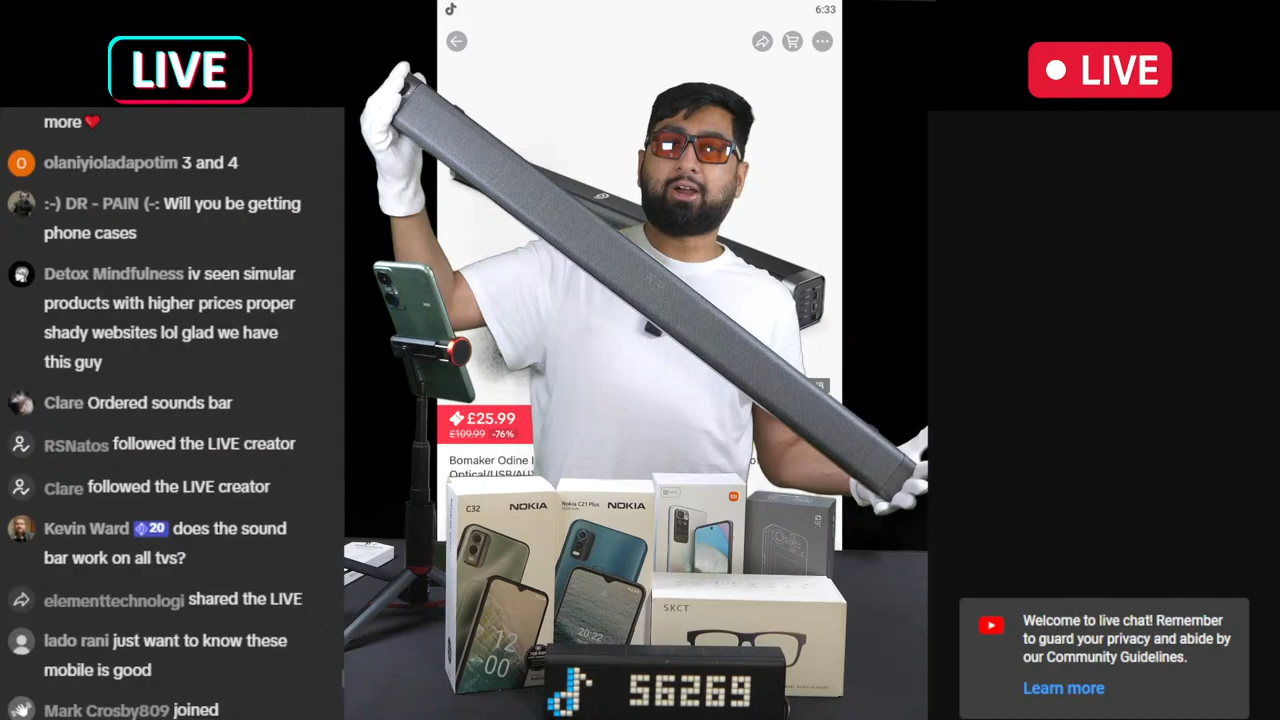 LIVE
more❤️
O
olaniyioladapotim 3 and 4
:-) DR - PAIN (-: Will you be getting
phone cases
Detox Mindfulness iv seen simular
products with higher prices proper
shady websites lol glad we have
this guy
Clare Ordered sounds bar
RSNatos followed the LIVE creator
Clare followed the LIVE creator
Kevin Ward 20 does the sound
bar work on all tvs?
elementtechnologi shared the LIVE
lado rani just want to know these
mobile is good
Mark Crosby809 joined
6:33
£25.99
£109.99 -76%
Bomaker Odine
Optical/USB/AUX
C32
NOKIA
12
00
Nokia C21 Plus
NOKIA
20:22
SKCT
56269
LIVE
Welcome to live chat! Remember
to guard your privacy and abide by
our Community Guidelines.
Learn more